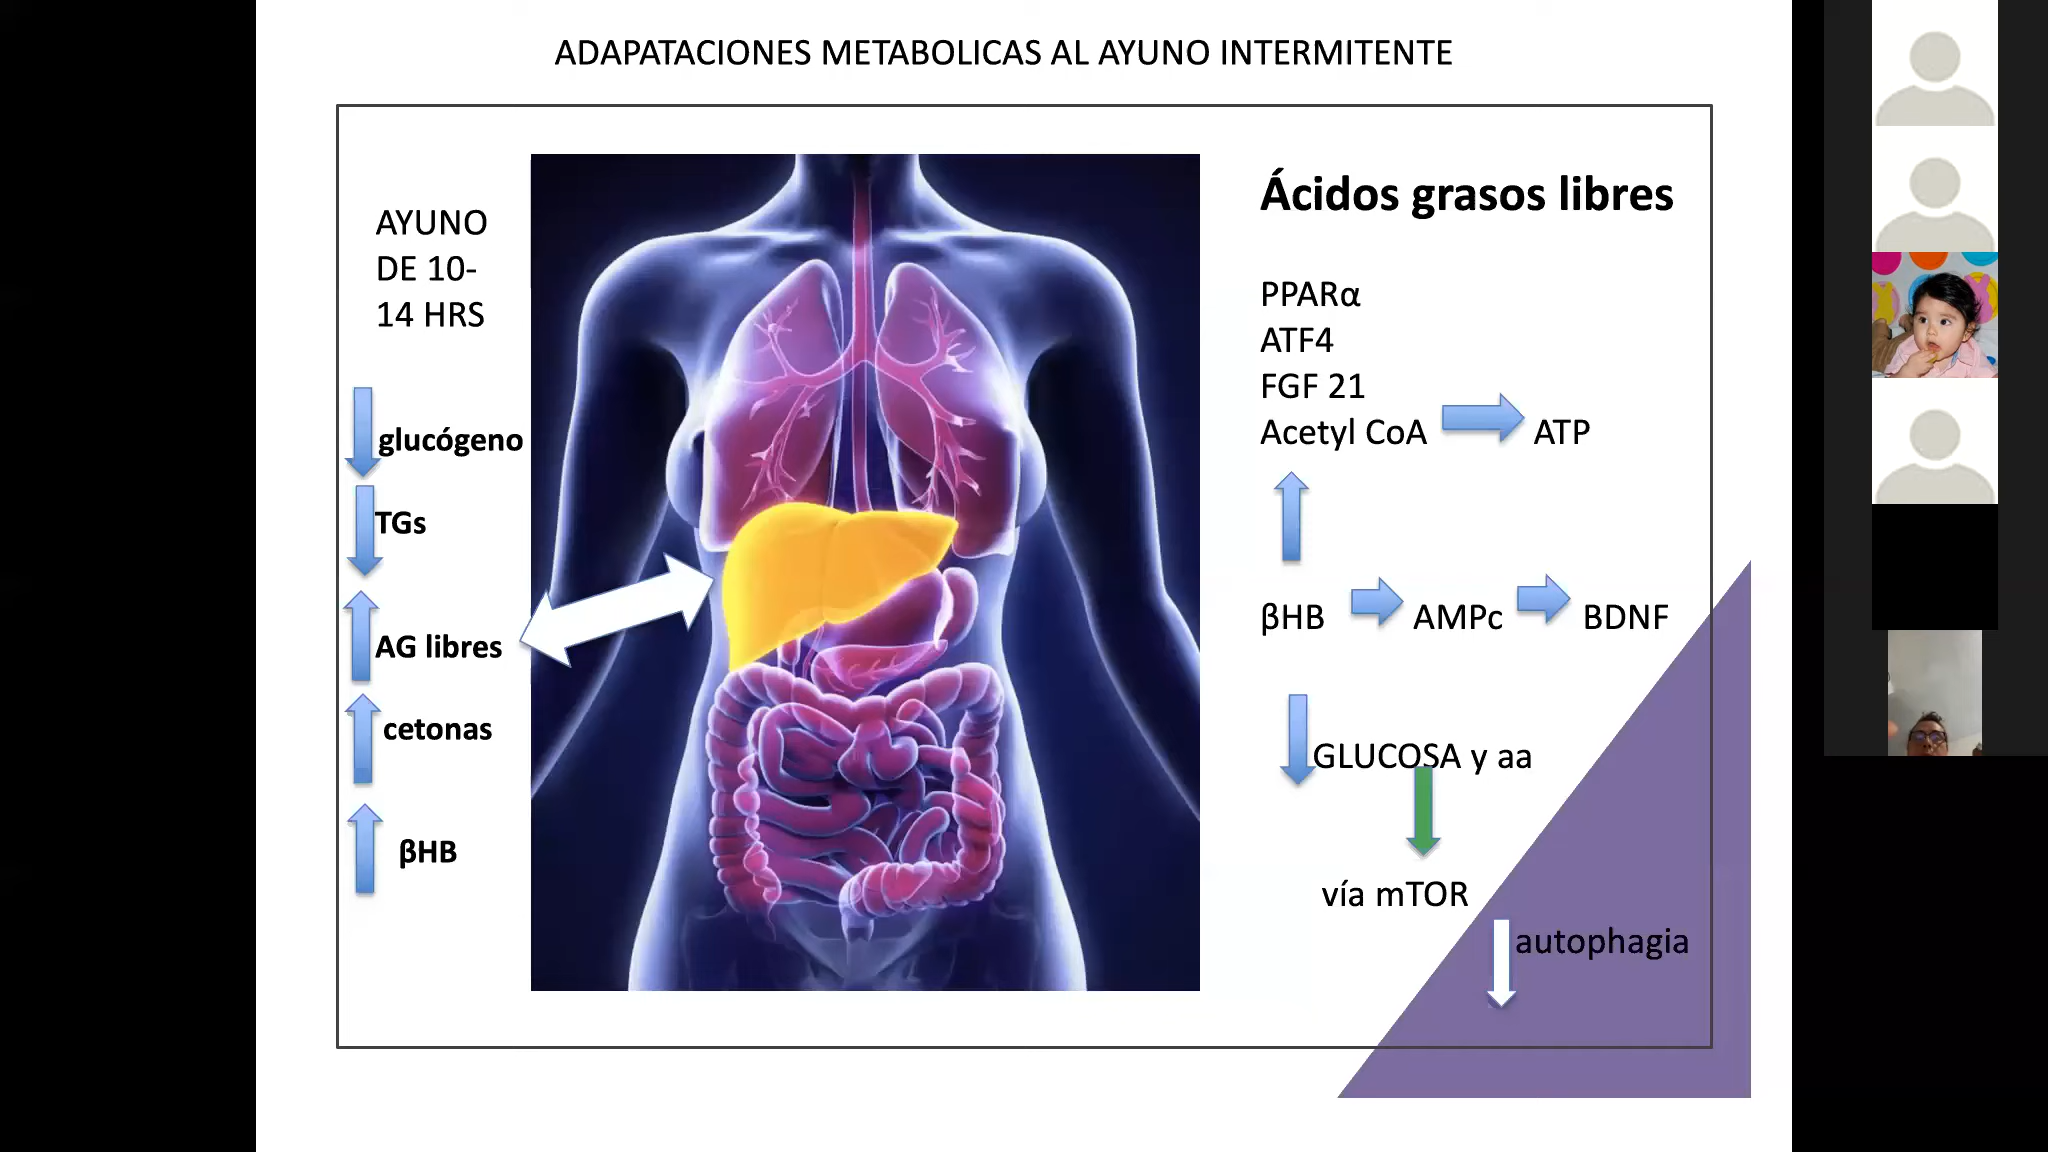 ADAPATACIONES METABOLICAS AL AYUNO INTERMITENTE
AYUNO
DE 10-
14 HRS
glucógeno
TGs
AG libres
cetonas
βHB
Ácidos grasos libres
PPARα
ATF4
FGF 21
Acetyl CoA ATP
βHB AMPc BDNF
GLUCOSA y aa
vía mTOR
autophagia